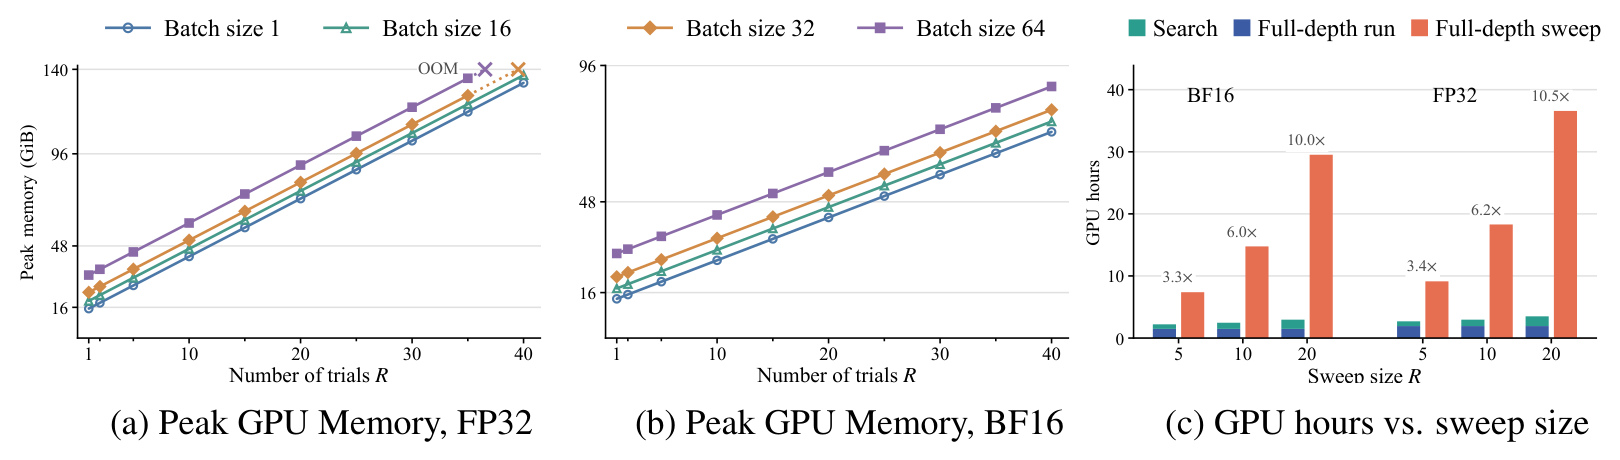 Batch size 1
Batch size 16
Batch size 32
Batch size 64
Search
Full-depth run
Full-depth sweep
Peak memory (GiB)
140
96
48
16
OOM
1
10
20
30
40
Number of trials R
(a) Peak GPU Memory, FP32
96
48
16
1
10
20
30
40
Number of trials R
(b) Peak GPU Memory, BF16
GPU hours
40
30
20
10
0
BF16
FP32
3.3×
6.0×
10.0×
3.4×
6.2×
10.5×
5
10
20
5
10
20
Sweep size R
(c) GPU hours vs. sweep size